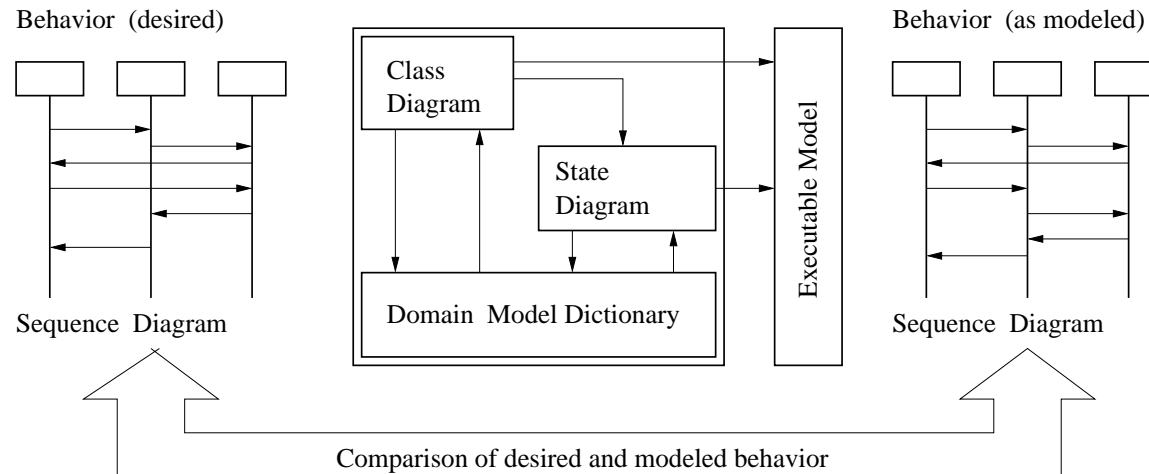 Behavior (desired)
Sequence Diagram
Class
Diagram
State
Diagram
Domain Model Dictionary
Executable Model
Behavior (as modeled)
Sequence Diagram
Comparison of desired and modeled behavior